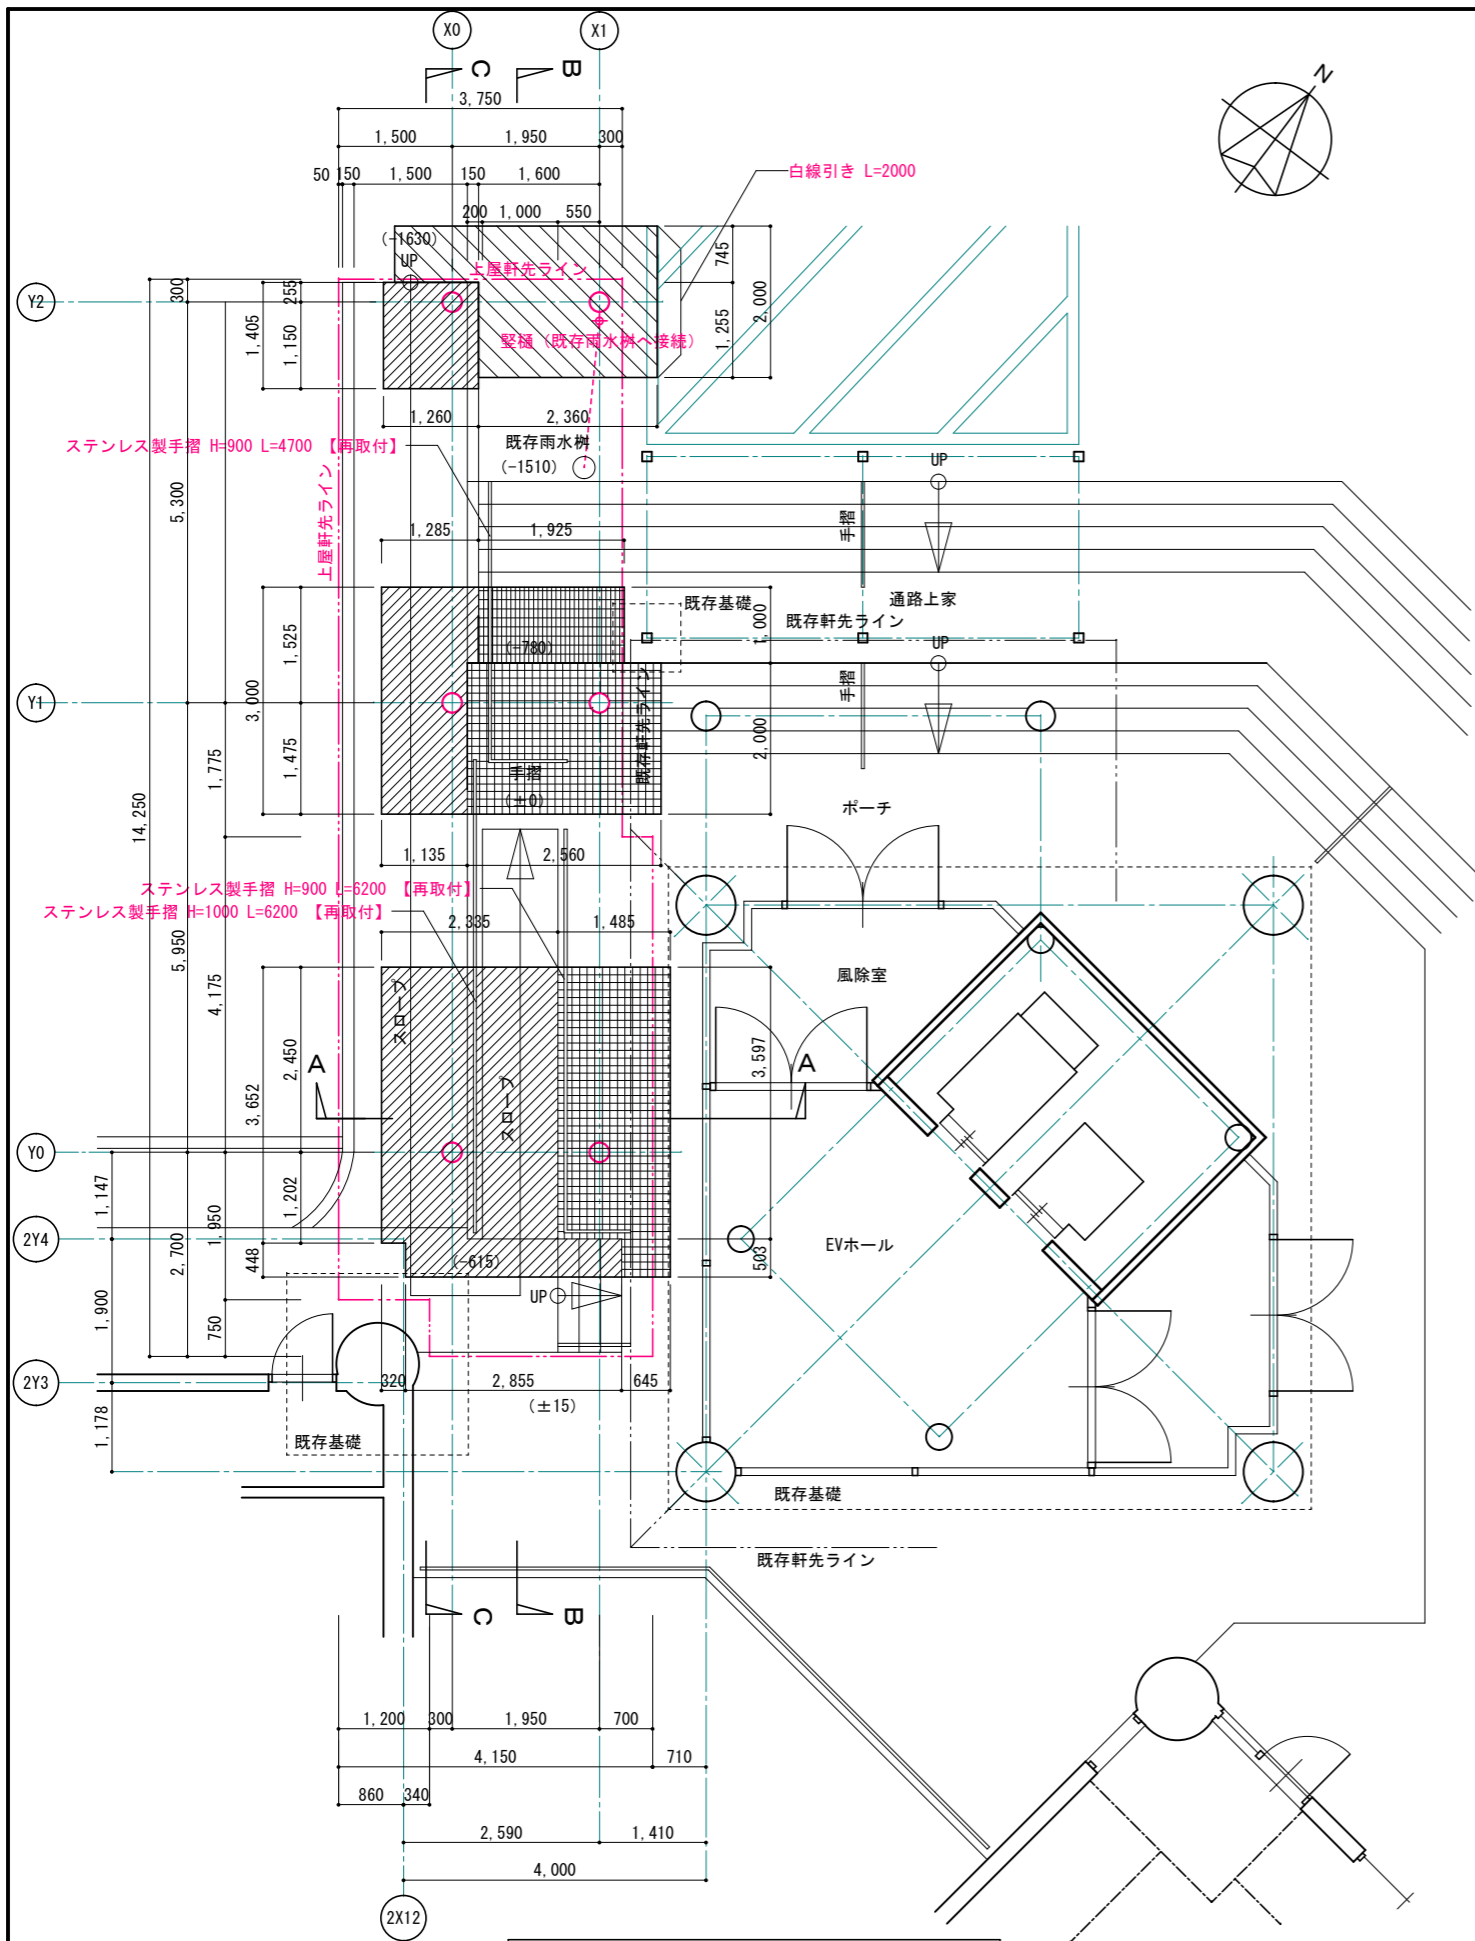 X0
X1
C
B
N
3,750
1,500
1,950
300
50
150
1,500
150
1,600
白線引き L=2000
200
1,000
550
(-1630)
UP
上屋軒先ライン
745
2,000
1,255
Y2
300
255
1,405
1,150
竪樋（既存雨水桝へ接続）
1,260
2,360
既存雨水桝
(-1510)
ステンレス製手摺 H=900 L=4700 【再取付】
上屋軒先ライン
5,300
UP
手摺
1,285
1,925
既存基礎
通路上家
既存軒先ライン
1,000
1,525
3,000
(-780)
UP
手摺
既存軒先ライン
Y1
2,000
1,475
1,775
手摺
(±0)
14,250
ポーチ
1,135
2,560
ステンレス製手摺 H=900 L=6200 【再取付】
ステンレス製手摺 H=1000 L=6200 【再取付】
2,335
1,485
5,950
4,175
風除室
スロープ
2,450
3,597
A
A
3,652
スロープ
Y0
1,147
1,202
1,950
2,700
2Y4
448
(-615)
503
EVホール
UP
1,900
750
2Y3
320
2,855
645
(±15)
1,178
既存基礎
既存基礎
既存軒先ライン
C
B
1,200
300
1,950
700
4,150
710
860
340
2,590
1,410
4,000
2X12